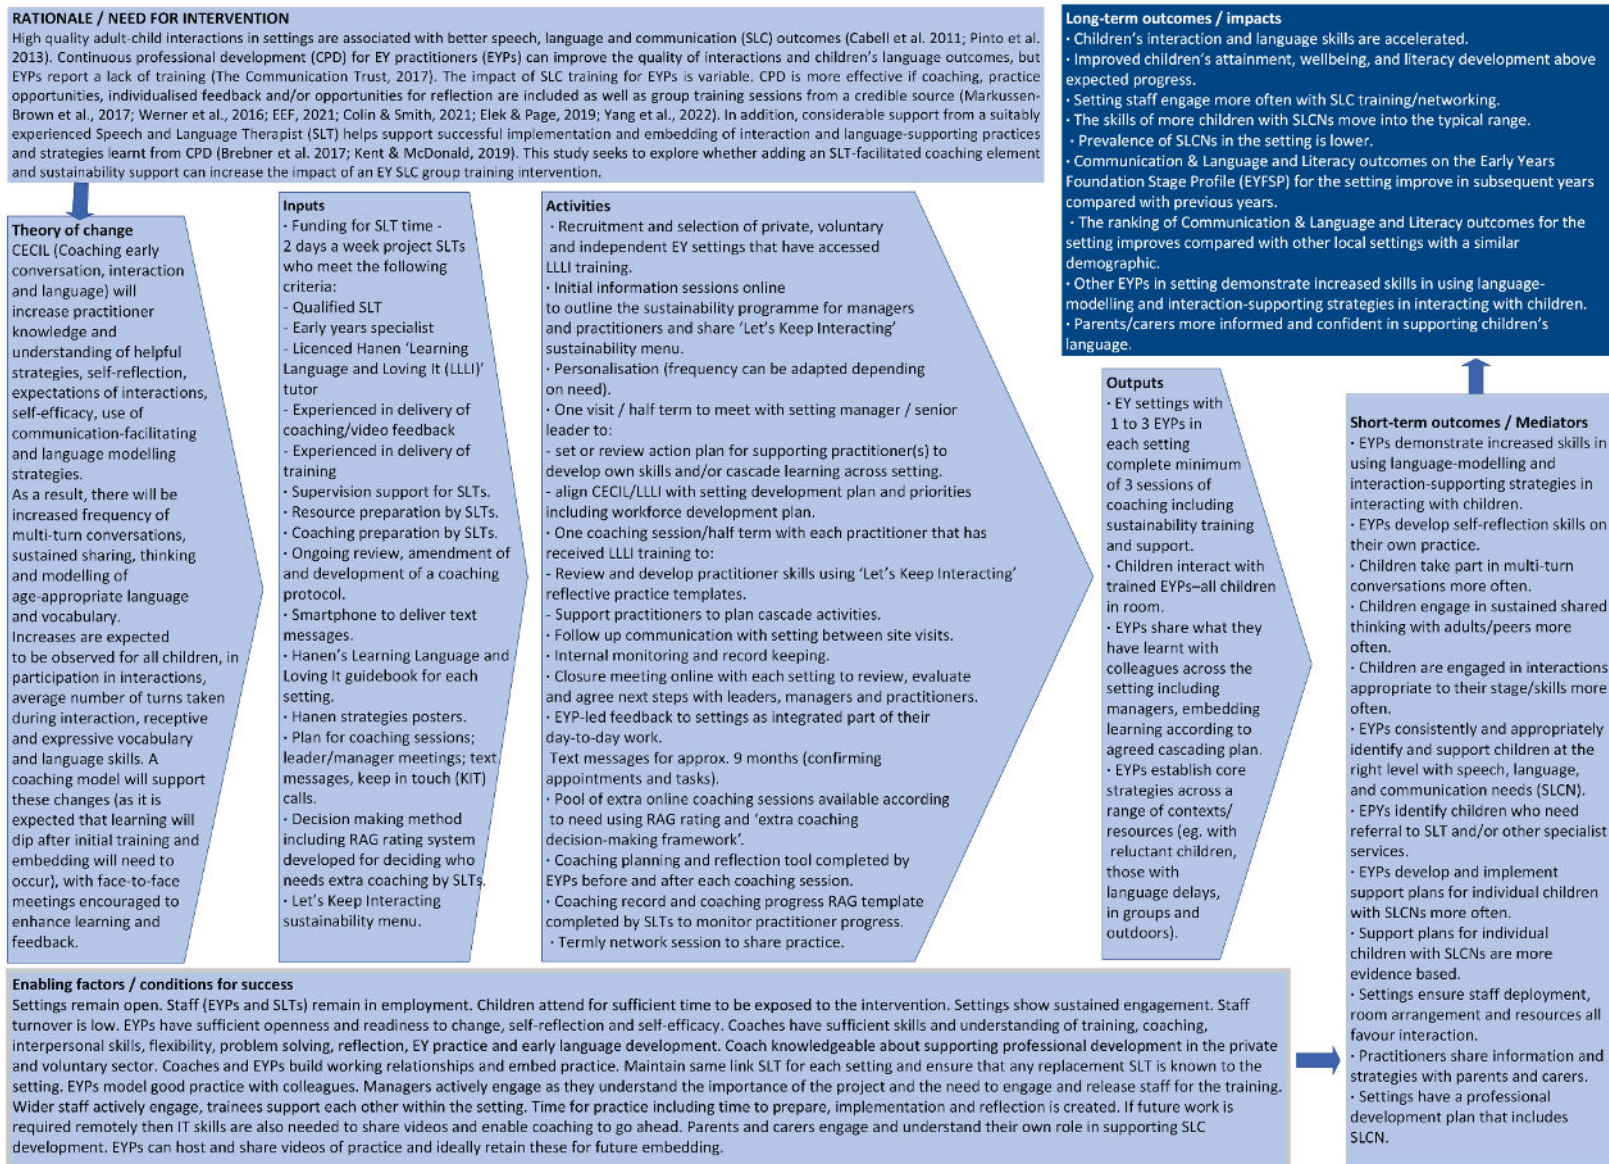 RATIONALE / NEED FOR INTERVENTION
High quality adult-child interactions in settings are associated with better speech, language and communication (SLC) outcomes (Cabell et al. 2011; Pinto et al.
2013). Continuous professional development (CPD) for EY practitioners (EYPs) can improve the quality of interactions and children's language outcomes, but
EYPs report a lack of training (The Communication Trust, 2017). The impact of SLC training for EYPs is variable. CPD is more effective if coaching, practice
opportunities, individualised feedback and/or opportunities for reflection are included as well as group training sessions from a credible source (Markussen-
Brown et al., 2017; Werner et al., 2016; EEF, 2021; Colin & Smith, 2021; Elek & Page, 2019; Yang et al., 2022). In addition, considerable support from a suitably
experienced Speech and Language Therapist (SLT) helps support successful implementation and embedding of interaction and language-supporting practices
and strategies learnt from CPD (Brebner et al. 2017; Kent & McDonald, 2019). This study seeks to explore whether adding an SLT-facilitated coaching element
and sustainability support can increase the impact of an EY SLC group training intervention.
Theory of change
CECIL (Coaching early
conversation, interaction
and language) will
increase practitioner
knowledge and
understanding of helpful
strategies, self-reflection,
expectations of interactions,
self-efficacy, use of
communication-facilitating
and language modelling
strategies.
As a result, there will be
increased frequency of
multi-turn conversations,
sustained sharing, thinking
and modelling of
age-appropriate language
and vocabulary.
Increases are expected
to be observed for all children, in
participation in interactions,
average number of turns taken
during interaction, receptive
and expressive vocabulary
and language skills. A
coaching model will support
these changes (as it is
expected that learning will
dip after initial training and
embedding will need to
occur), with face-to-face
meetings encouraged to
enhance learning and
feedback.
Inputs
· Funding for SLT time -
2 days a week project SLTs
who meet the following
criteria:
- Qualified SLT
- Early years specialist
- Licenced Hanen 'Learning
Language and Loving It (LLLI)'
tutor
- Experienced in delivery of
coaching/video feedback
- Experienced in delivery of
training
· Supervision support for SLTs.
· Resource preparation by SLTs.
· Coaching preparation by SLTs.
· Ongoing review, amendment of
and development of a coaching
protocol.
· Smartphone to deliver text
messages.
· Hanen's Learning Language and
Loving It guidebook for each
setting.
· Hanen strategies posters.
· Plan for coaching sessions;
leader/manager meetings; text
messages, keep in touch (KIT)
calls.
· Decision making method
including RAG rating system
developed for deciding who
needs extra coaching by SLTs.
· Let's Keep Interacting
sustainability menu.
Activities
· Recruitment and selection of private, voluntary
and independent EY settings that have accessed
LLLI training.
· Initial information sessions online
to outline the sustainability programme for managers
and practitioners and share 'Let's Keep Interacting'
sustainability menu.
· Personalisation (frequency can be adapted depending
on need).
· One visit / half term to meet with setting manager / senior
leader to:
- set or review action plan for supporting practitioner(s) to
develop own skills and/or cascade learning across setting.
- align CECIL/LLLI with setting development plan and priorities
including workforce development plan.
· One coaching session/half term with each practitioner that has
received LLLI training to:
- Review and develop practitioner skills using 'Let's Keep Interacting'
reflective practice templates.
- Support practitioners to plan cascade activities.
· Follow up communication with setting between site visits.
· Internal monitoring and record keeping.
· Closure meeting online with each setting to review, evaluate
and agree next steps with leaders, managers and practitioners.
· EYP-led feedback to settings as integrated part of their
day-to-day work.
Text messages for approx. 9 months (confirming
appointments and tasks).
· Pool of extra online coaching sessions available according
to need using RAG rating and 'extra coaching
decision-making framework'.
· Coaching planning and reflection tool completed by
EYPs before and after each coaching session.
· Coaching record and coaching progress RAG template
completed by SLTs to monitor practitioner progress.
· Termly network session to share practice.
Outputs
· EY settings with
1 to 3 EYPs in
each setting
complete minimum
of 3 sessions of
coaching including
sustainability training
and support.
· Children interact with
trained EYPs–all children
in room.
· EYPs share what they
have learnt with
colleagues across the
setting including
managers, embedding
learning according to
agreed cascading plan.
· EYPs establish core
strategies across a
range of contexts/
resources (eg. with
reluctant children,
those with
language delays,
in groups and
outdoors).
Long-term outcomes / impacts
· Children's interaction and language skills are accelerated.
· Improved children's attainment, wellbeing, and literacy development above
expected progress.
· Setting staff engage more often with SLC training/networking.
· The skills of more children with SLCNs move into the typical range.
· Prevalence of SLCNs in the setting is lower.
· Communication & Language and Literacy outcomes on the Early Years
Foundation Stage Profile (EYFSP) for the setting improve in subsequent years
compared with previous years.
· The ranking of Communication & Language and Literacy outcomes for the
setting improves compared with other local settings with a similar
demographic.
· Other EYPs in setting demonstrate increased skills in using language-
modelling and interaction-supporting strategies in interacting with children.
· Parents/carers more informed and confident in supporting children's
language.
Short-term outcomes / Mediators
· EYPs demonstrate increased skills in
using language-modelling and
interaction-supporting strategies in
interacting with children.
· EYPs develop self-reflection skills on
their own practice.
· Children take part in multi-turn
conversations more often.
· Children engage in sustained shared
thinking with adults/peers more
often.
· Children are engaged in interactions
appropriate to their stage/skills more
often.
· EYPs consistently and appropriately
identify and support children at the
right level with speech, language,
and communication needs (SLCN).
· EPYs identify children who need
referral to SLT and/or other specialist
services.
· EYPs develop and implement
support plans for individual children
with SLCNs more often.
· Support plans for individual
children with SLCNs are more
evidence based.
· Settings ensure staff deployment,
room arrangement and resources all
favour interaction.
· Practitioners share information and
strategies with parents and carers.
· Settings have a professional
development plan that includes
SLCN.
Enabling factors / conditions for success
Settings remain open. Staff (EYPs and SLTs) remain in employment. Children attend for sufficient time to be exposed to the intervention. Settings show sustained engagement. Staff
turnover is low. EYPs have sufficient openness and readiness to change, self-reflection and self-efficacy. Coaches have sufficient skills and understanding of training, coaching,
interpersonal skills, flexibility, problem solving, reflection, EY practice and early language development. Coach knowledgeable about supporting professional development in the private
and voluntary sector. Coaches and EYPs build working relationships and embed practice. Maintain same link SLT for each setting and ensure that any replacement SLT is known to the
setting. EYPs model good practice with colleagues. Managers actively engage as they understand the importance of the project and the need to engage and release staff for the training.
Wider staff actively engage, trainees support each other within the setting. Time for practice including time to prepare, implementation and reflection is created. If future work is
required remotely then IT skills are also needed to share videos and enable coaching to go ahead. Parents and carers engage and understand their own role in supporting SLC
development. EYPs can host and share videos of practice and ideally retain these for future embedding.